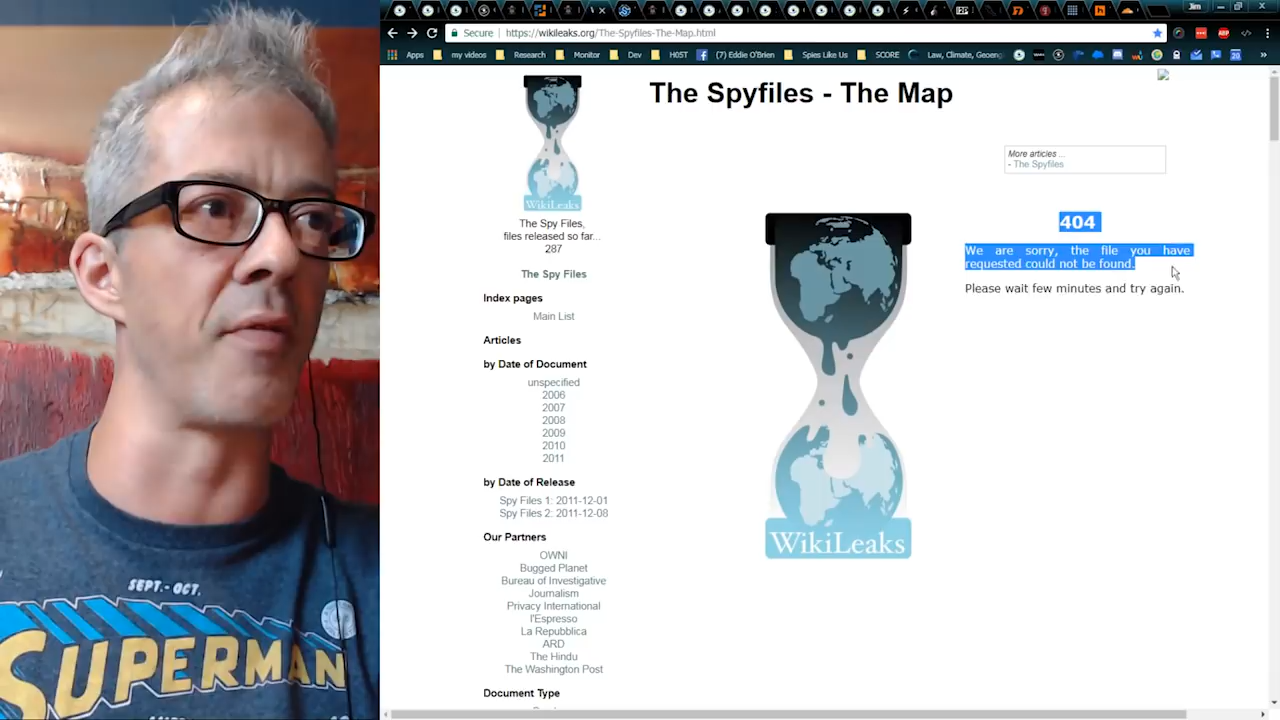 Jim
Secure
https://wikileaks.org/The-Spyfiles-The-Map.html
Apps
my videos
Research
Monitor
Dev
H0ST
(7) Eddie O'Brien
Spies Like Us
SCORE
Law, Climate, Geoeng
ABP
20
The Spyfiles - The Map
More articles ...
- The Spyfiles
WikiLeaks
The Spy Files,
files released so far...
287
The Spy Files
Index pages
Main List
Articles
by Date of Document
unspecified
2006
2007
2008
2009
2010
2011
by Date of Release
Spy Files 1: 2011-12-01
Spy Files 2: 2011-12-08
Our Partners
OWNI
Bugged Planet
Bureau of Investigative
Journalism
Privacy International
l'Espresso
La Repubblica
ARD
The Hindu
The Washington Post
Document Type
WikiLeaks
404
We are sorry, the file you have
requested could not be found.
Please wait few minutes and try again.
SEPT.-OCT.
SUPERMAN